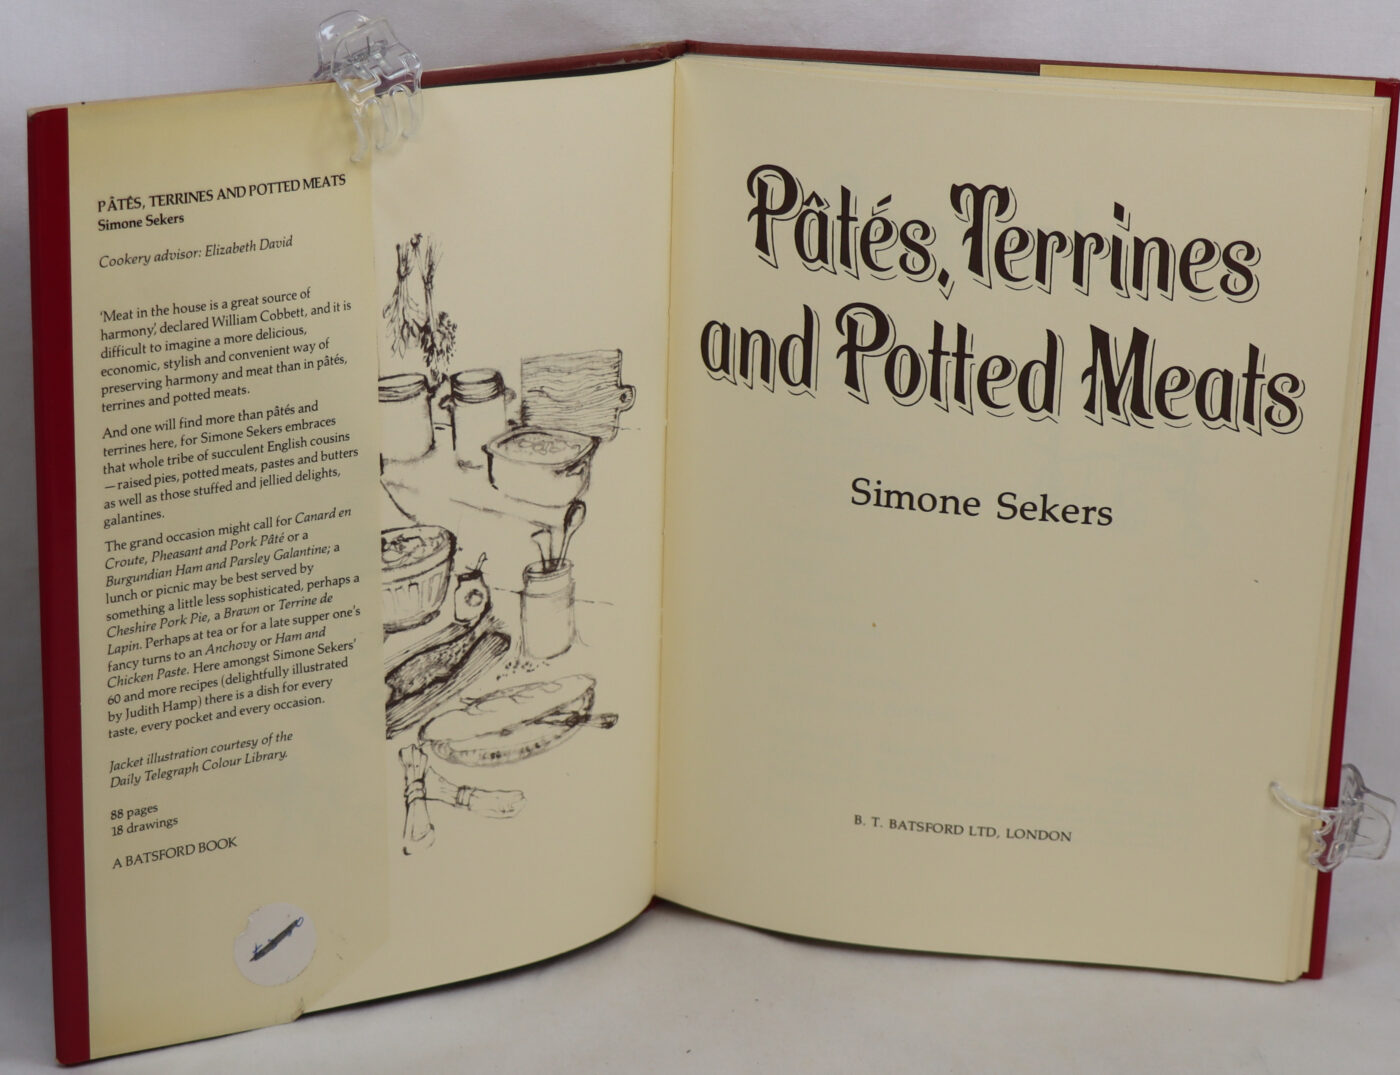 PÂTÉS, TERRINES AND POTTED MEATS
Simone Sekers
Cookery advisor: Elizabeth David
‘Meat in the house is a great source of
harmony’, declared William Cobbett, and it is
difficult to imagine a more delicious,
economic, stylish and convenient way of
preserving harmony and meat than in pâtés,
terrines and potted meats.
And one will find more than pâtés and
terrines here, for Simone Sekers embraces
that whole tribe of succulent English cousins
—raised pies, potted meats, pastes and butters
as well as those stuffed and jellied delights,
galantines.
The grand occasion might call for Canard en
Croute, Pheasant and Pork Pâté or a
Burgundian Ham and Parsley Galantine; a
lunch or picnic may be best served by
something a little less sophisticated, perhaps a
Cheshire Pork Pie, a Brawn or Terrine de
Lapin. Perhaps at tea or for a late supper one's
fancy turns to an Anchovy or Ham and
Chicken Paste. Here amongst Simone Sekers'
60 and more recipes (delightfully illustrated
by Judith Hamp) there is a dish for every
taste, every pocket and every occasion.
Jacket illustration courtesy of the
Daily Telegraph Colour Library.
88 pages
18 drawings
A BATSFORD BOOK
Pâtés, Terrines
and Potted Meats
Simone Sekers
B. T. BATSFORD LTD, LONDON